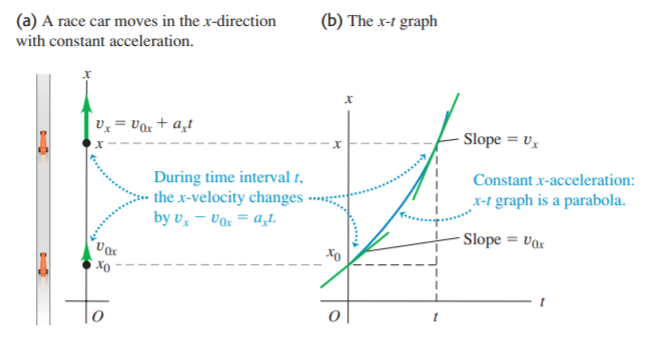 (a) A race car moves in the x-direction
with constant acceleration.
x
vₓ = v₀ₓ + aₓt
x
During time interval t,
the x-velocity changes
by vₓ − v₀ₓ = aₓt.
v₀ₓ
x₀
O
(b) The x-t graph
x
x
Slope = vₓ
Constant x-acceleration:
x-t graph is a parabola.
Slope = v₀ₓ
x₀
t
O
t